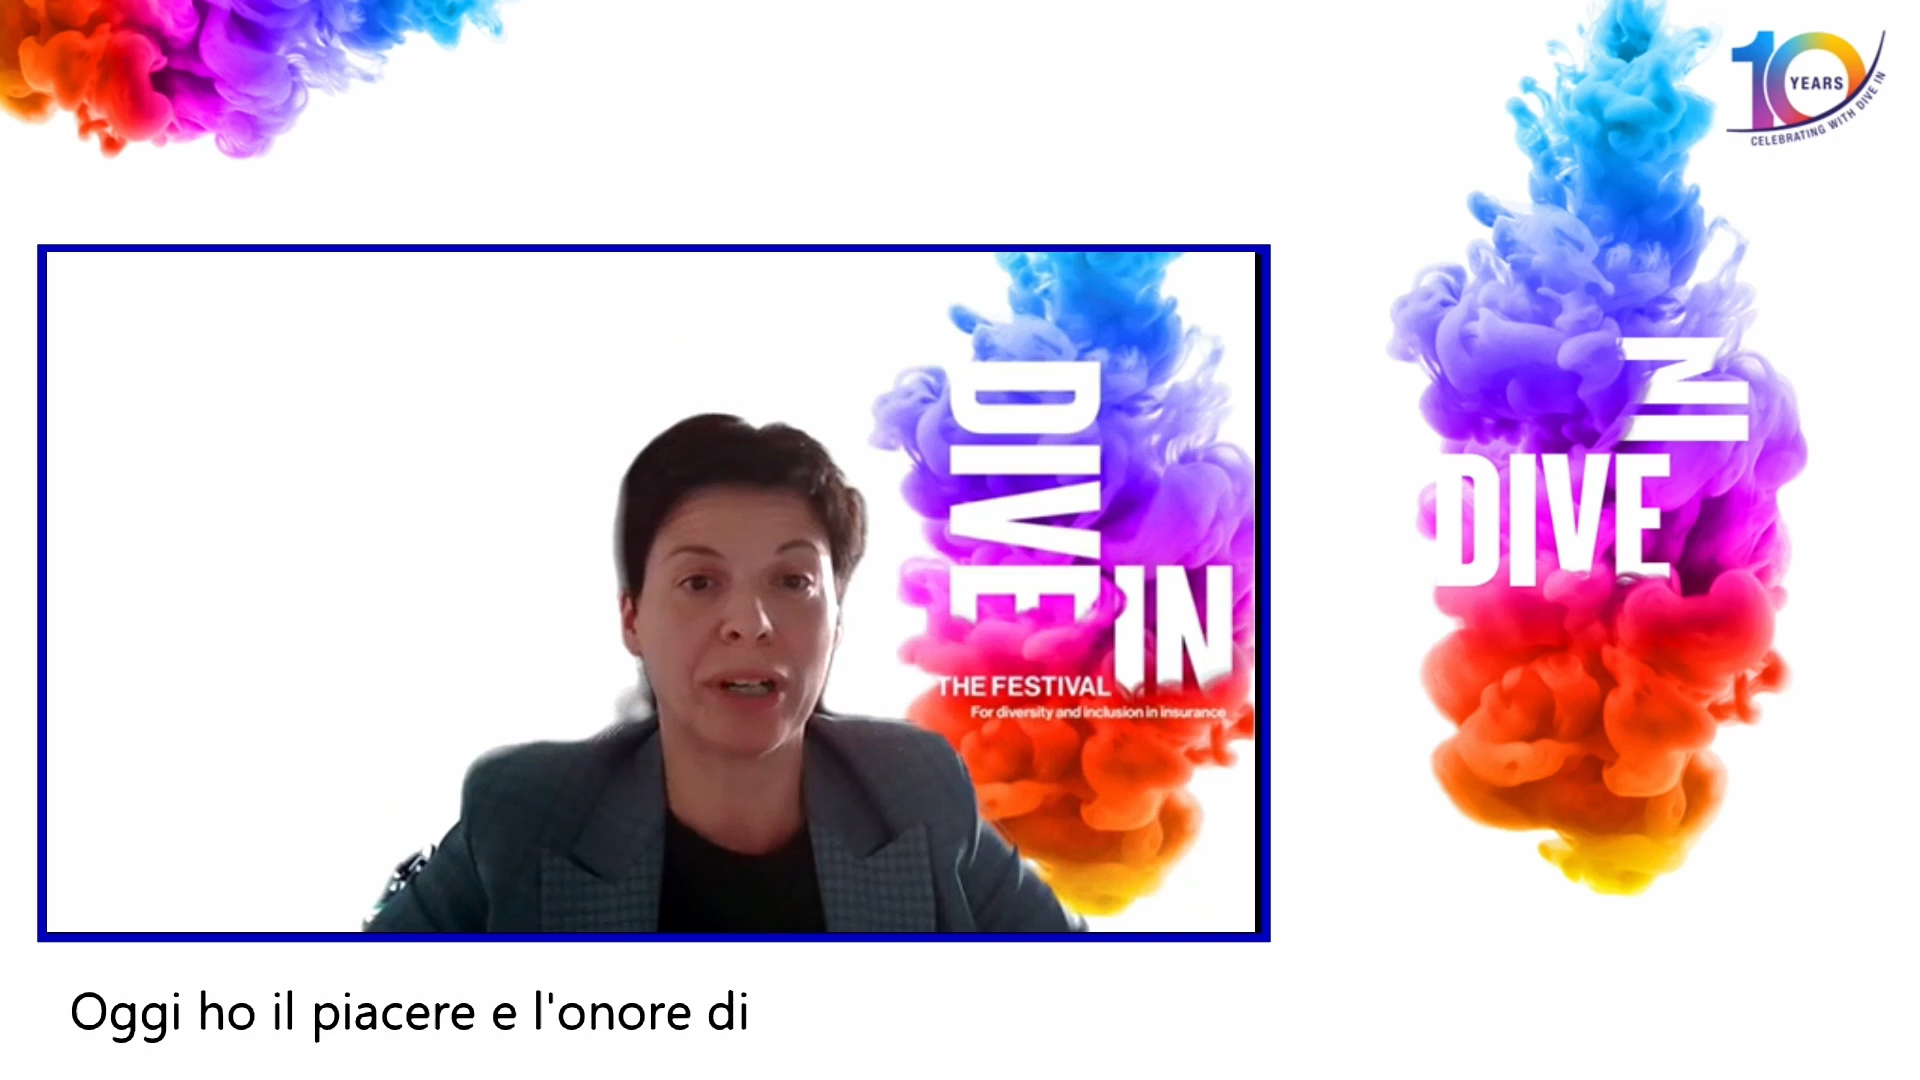 10
YEARS
CELEBRATING WITH DIVE IN
DIVE
IN
THE FESTIVAL
For diversity and inclusion in insurance
IN
DIVE
Oggi ho il piacere e l'onore di